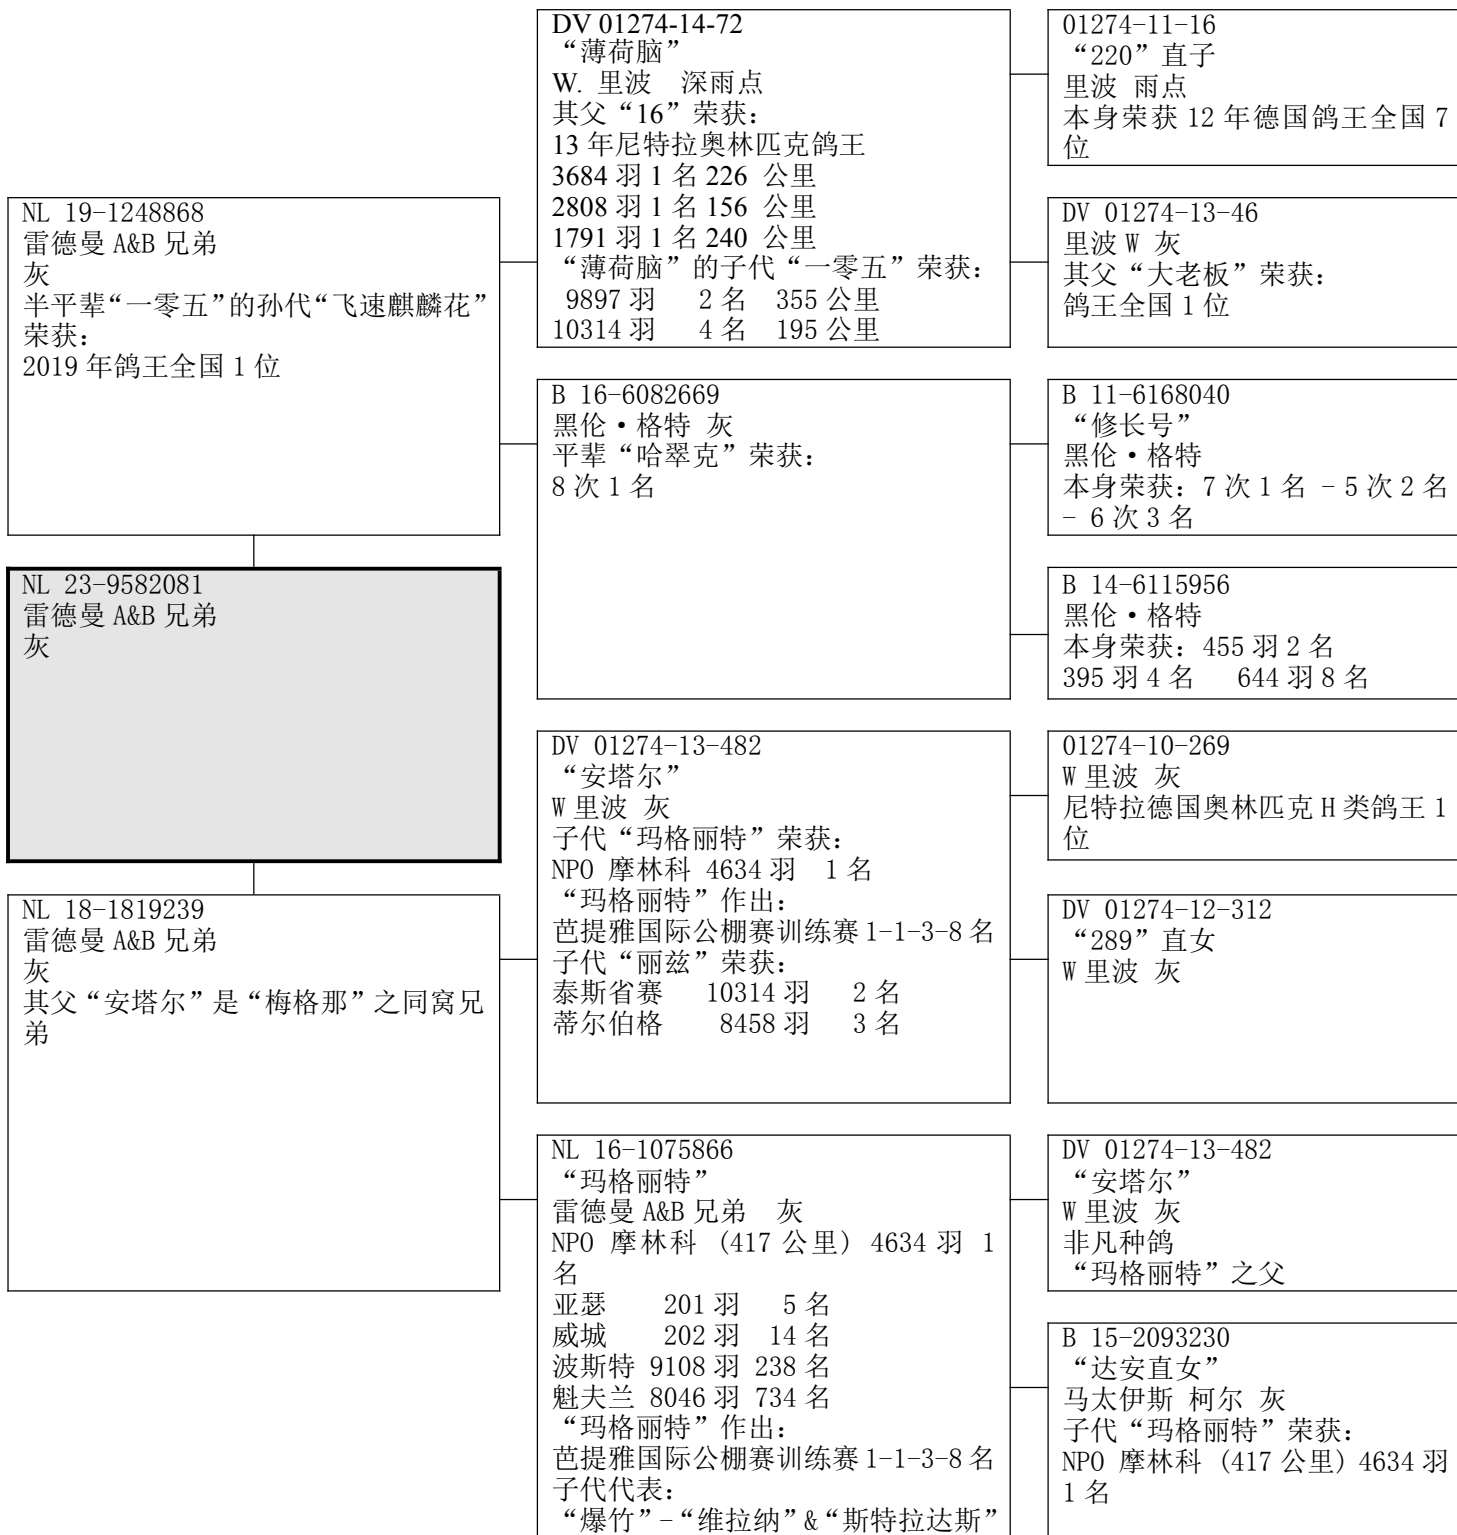 NL 19-1248868
雷德曼 A&B 兄弟
灰
半平辈“一零五”的孙代“飞速麒麟花”
荣获：
2019 年鸽王全国 1 位
NL 23-9582081
雷德曼 A&B 兄弟
灰
NL 18-1819239
雷德曼 A&B 兄弟
灰
其父“安塔尔”是“梅格那”之同窝兄
弟
DV 01274-14-72
“薄荷脑”
W. 里波 深雨点
其父“16”荣获：
13 年尼特拉奥林匹克鸽王
3684 羽 1 名 226 公里
2808 羽 1 名 156 公里
1791 羽 1 名 240 公里
“薄荷脑”的子代“一零五”荣获：
9897 羽 2 名 355 公里
10314 羽 4 名 195 公里
B 16-6082669
黑伦·格特 灰
平辈“哈翠克”荣获：
8 次 1 名
DV 01274-13-482
“安塔尔”
W 里波 灰
子代“玛格丽特”荣获：
NPO 摩林科 4634 羽 1 名
“玛格丽特”作出：
芭提雅国际公棚赛训练赛 1-1-3-8 名
子代“丽兹”荣获：
泰斯省赛 10314 羽 2 名
蒂尔伯格 8458 羽 3 名
NL 16-1075866
“玛格丽特”
雷德曼 A&B 兄弟 灰
NPO 摩林科 (417 公里) 4634 羽 1
名
亚瑟 201 羽 5 名
威城 202 羽 14 名
波斯特 9108 羽 238 名
魁夫兰 8046 羽 734 名
“玛格丽特”作出：
芭提雅国际公棚赛训练赛 1-1-3-8 名
子代代表：
“爆竹”-“维拉纳”&“斯特拉达斯”
01274-11-16
“220”直子
里波 雨点
本身荣获 12 年德国鸽王全国 7
位
DV 01274-13-46
里波 W 灰
其父“大老板”荣获：
鸽王全国 1 位
B 11-6168040
“修长号”
黑伦·格特
本身荣获：7 次 1 名 - 5 次 2 名
- 6 次 3 名
B 14-6115956
黑伦·格特
本身荣获：455 羽 2 名
395 羽 4 名 644 羽 8 名
01274-10-269
W 里波 灰
尼特拉德国奥林匹克 H 类鸽王 1
位
DV 01274-12-312
“289”直女
W 里波 灰
DV 01274-13-482
“安塔尔”
W 里波 灰
非凡种鸽
“玛格丽特”之父
B 15-2093230
“达安直女”
马太伊斯 柯尔 灰
子代“玛格丽特”荣获：
NPO 摩林科 (417 公里) 4634 羽
1 名